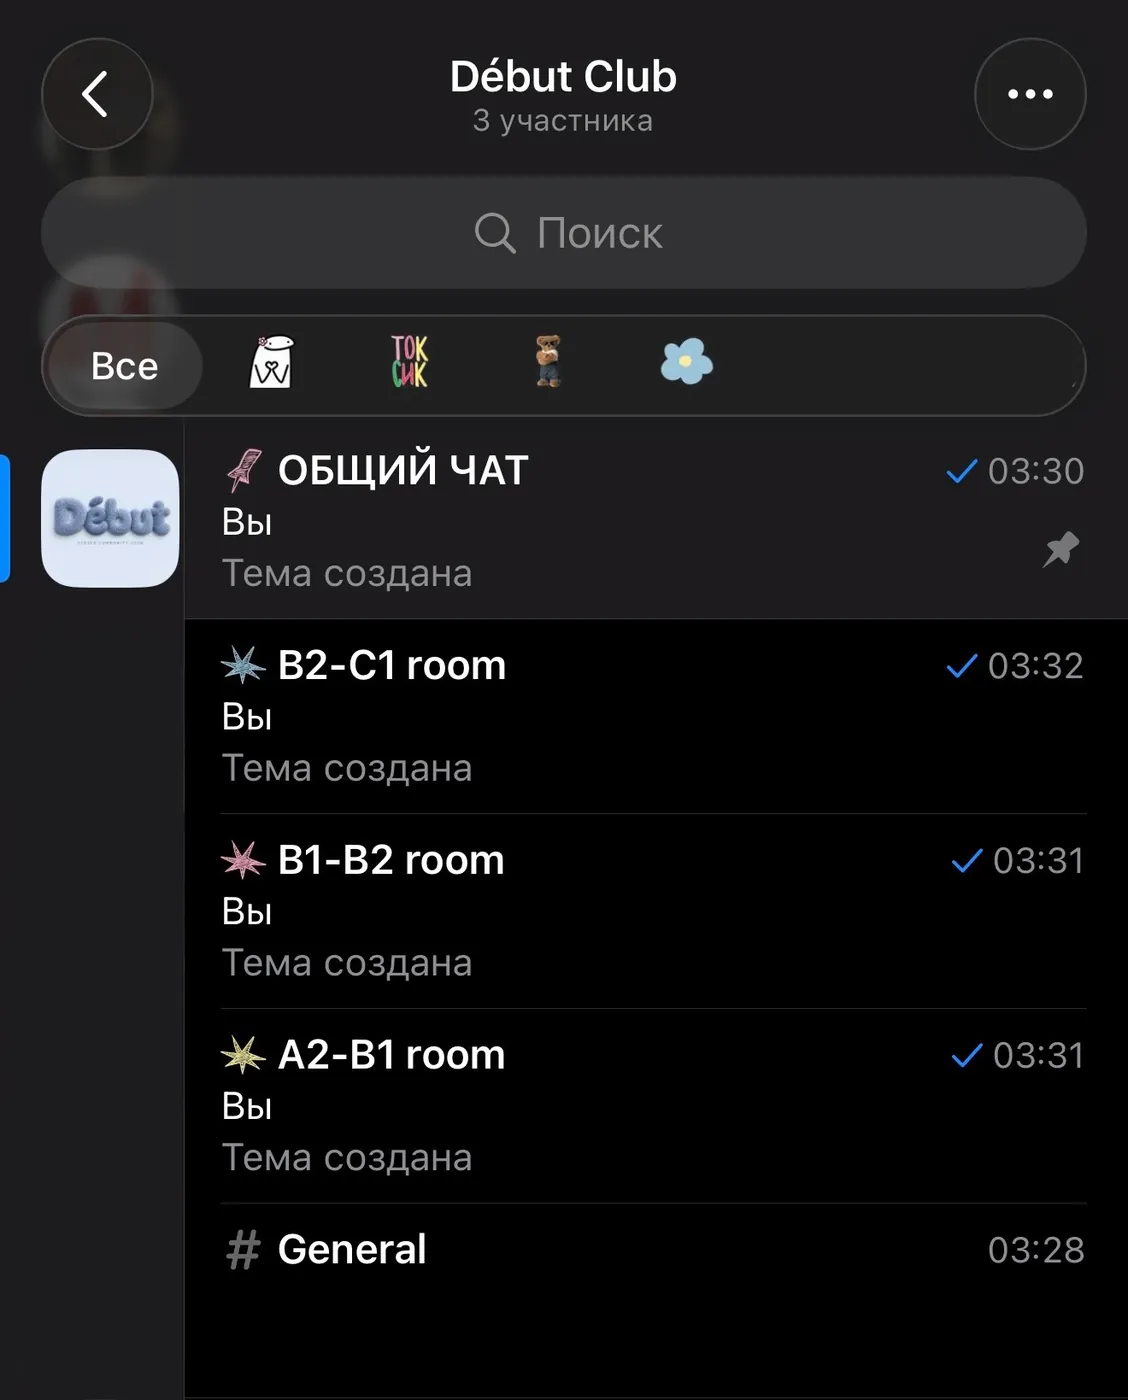 Début Club
3 участника
Поиск
Все
ТОК
СИК
Début
ОБЩИЙ ЧАТ
03:30
Вы
Тема создана
B2-C1 room
03:32
Вы
Тема создана
B1-B2 room
03:31
Вы
Тема создана
A2-B1 room
03:31
Вы
Тема создана
# General
03:28